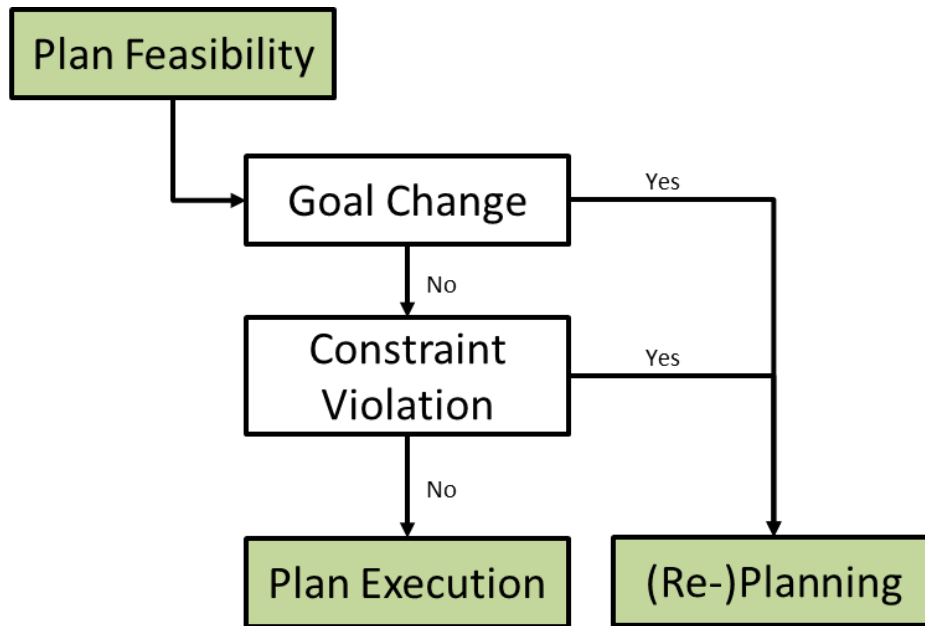 Plan Feasibility
Goal Change
Yes
No
Constraint
Violation
Yes
No
Plan Execution
(Re-)Planning